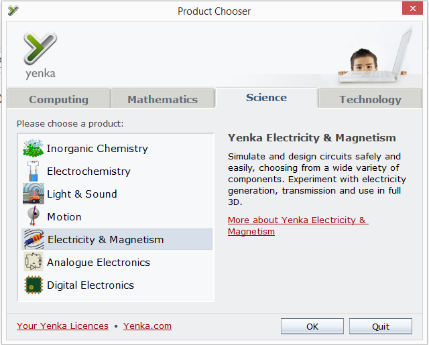 Product Chooser
yenka
Computing
Mathematics
Science
Technology
Please choose a product:
Inorganic Chemistry
Electrochemistry
Light & Sound
Motion
Electricity & Magnetism
Analogue Electronics
Digital Electronics
Yenka Electricity & Magnetism
Simulate and design circuits safely and
easily, choosing from a wide variety of
components. Experiment with electricity
generation, transmission and use in full
3D.
More about Yenka Electricity &
Magnetism
Your Yenka Licences • Yenka.com
OK
Quit